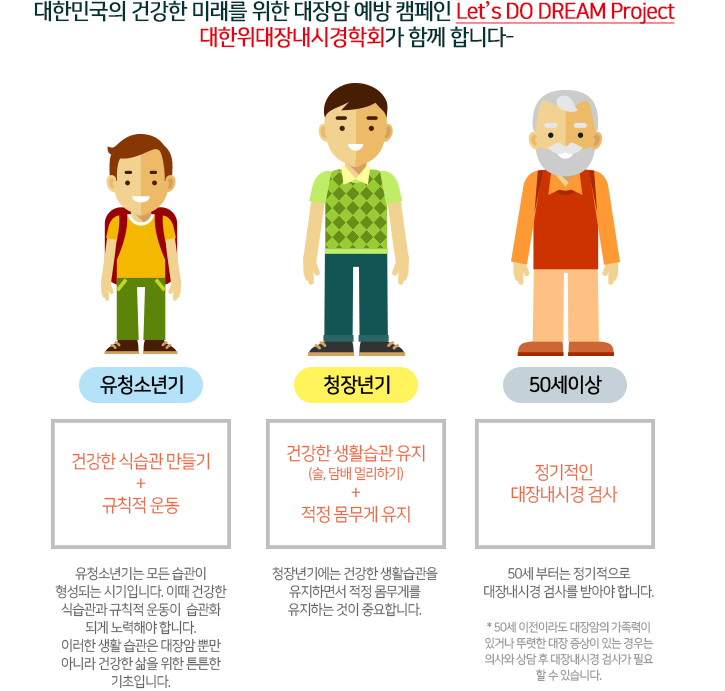 대한민국의 건강한 미래를 위한 대장암 예방 캠페인 Let's DO DREAM Project
대한위대장내시경학회가 함께 합니다-
유청소년기
건강한 식습관 만들기
+
규칙적 운동
유청소년기는 모든 습관이
형성되는 시기입니다. 이때 건강한
식습관과 규칙적 운동이 습관화
되게 노력해야 합니다.
이러한 생활 습관은 대장암 뿐만
아니라 건강한 삶을 위한 튼튼한
기초입니다.
청장년기
건강한 생활습관 유지
(술, 담배 멀리하기)
+
적정 몸무게 유지
청장년기에는 건강한 생활습관을
유지하면서 적정 몸무게를
유지하는 것이 중요합니다.
50세이상
정기적인
대장내시경 검사
50세 부터는 정기적으로
대장내시경 검사를 받아야 합니다.
* 50세 이전이라도 대장암의 가족력이
있거나 뚜렷한 대장 증상이 있는 경우는
의사와 상담 후 대장내시경 검사가 필요
할 수 있습니다.